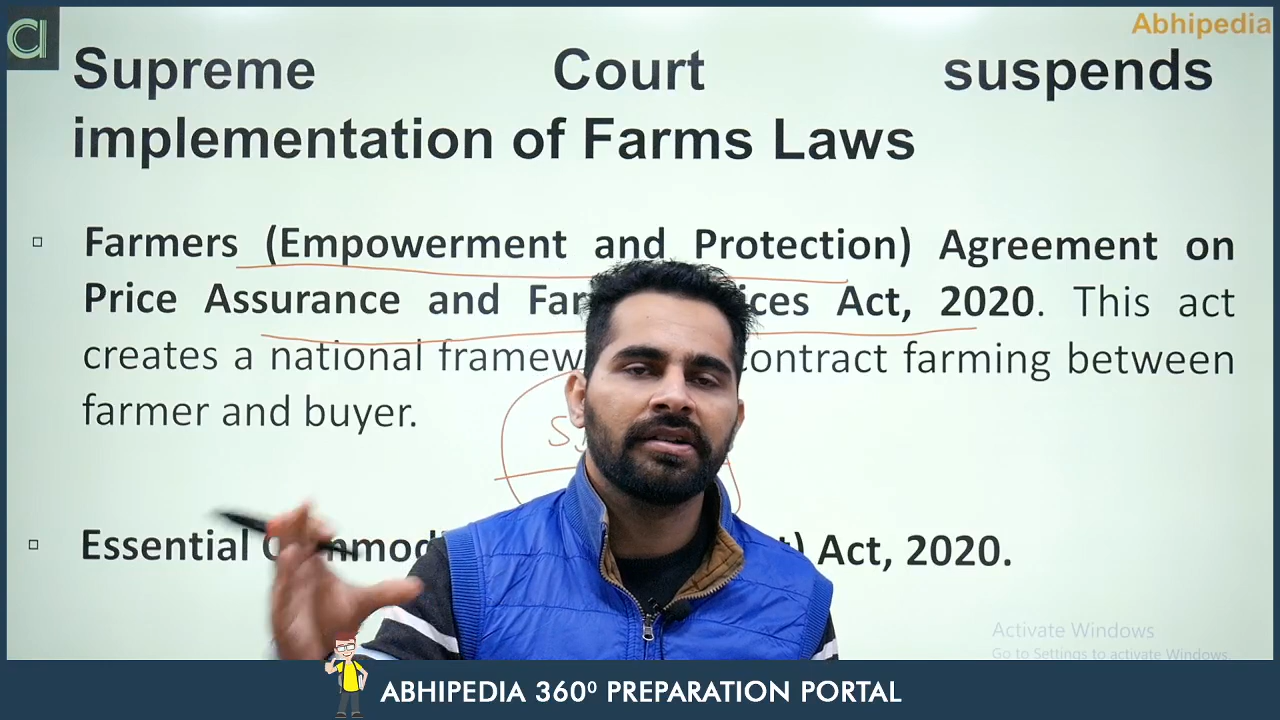 Abhipedia
Supreme Court suspends
implementation of Farms Laws
Farmers (Empowerment and Protection) Agreement on
Price Assurance and Act, 2020. This act
creates a national contract farming between
farmer and buyer.
Essential Act, 2020.
Activate Windows
Go to Settings to activate Windows.
ABHIPEDIA 360⁰ PREPARATION PORTAL